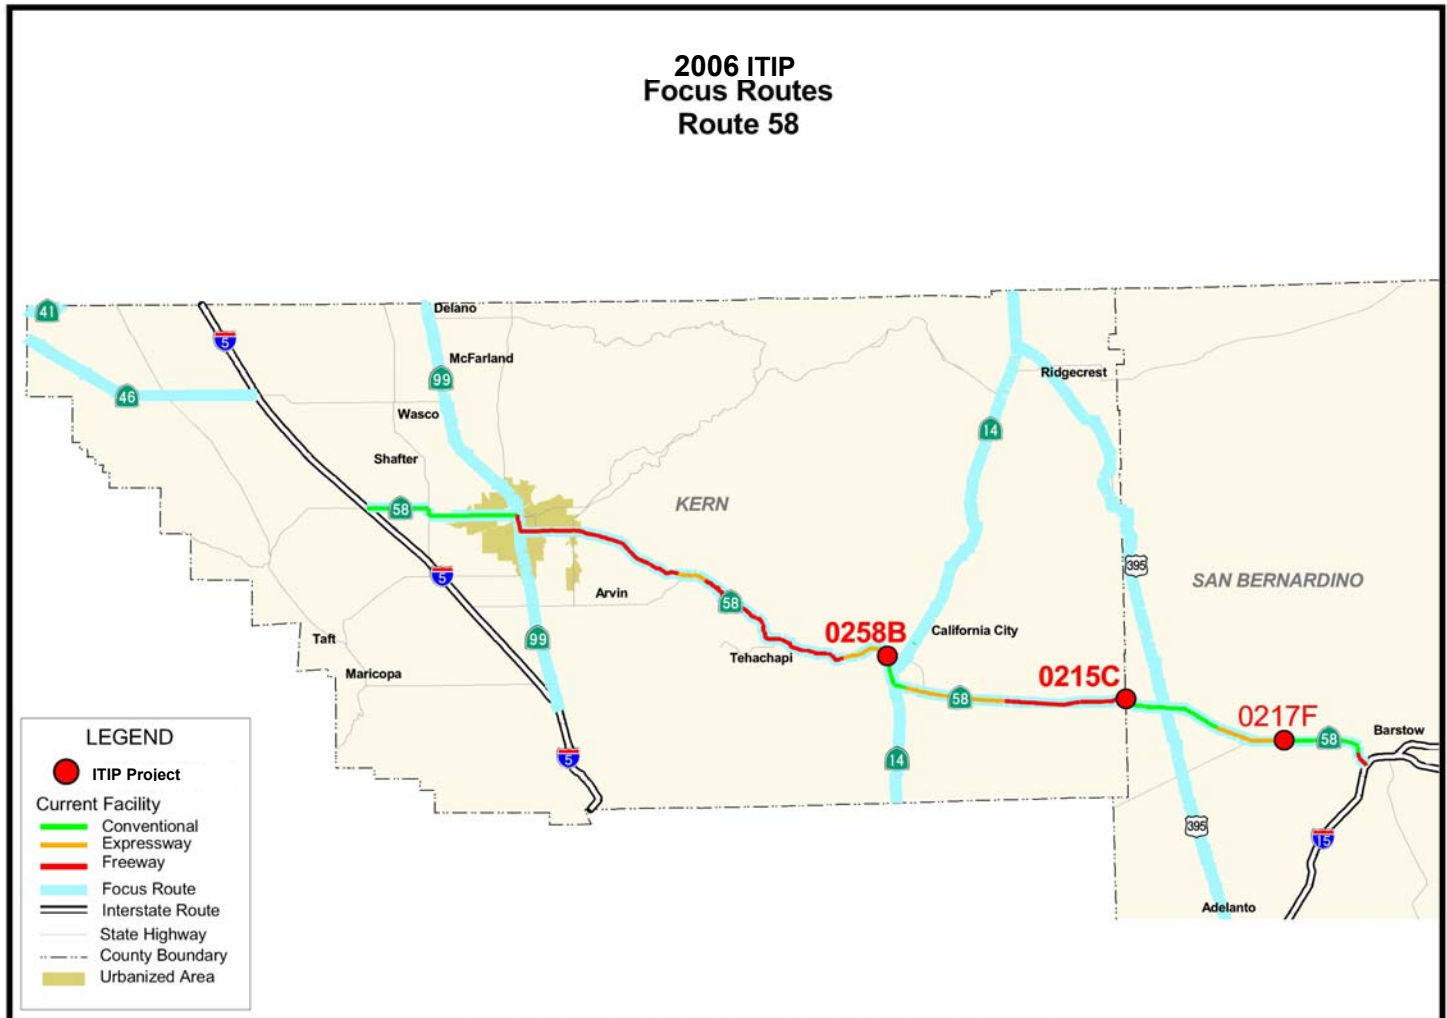 2006 ITIP
Focus Routes
Route 58
41
5
Delano
McFarland
99
Ridgecrest
46
Wasco
14
Shafter
58
KERN
5
395
SAN BERNARDINO
Arvin
58
Taft
99
0258B
California City
Tehachapi
Maricopa
0215C
58
0217F
58
Barstow
5
14
395
15
Adelanto
LEGEND
ITIP Project
Current Facility
Conventional
Expressway
Freeway
Focus Route
Interstate Route
State Highway
County Boundary
Urbanized Area